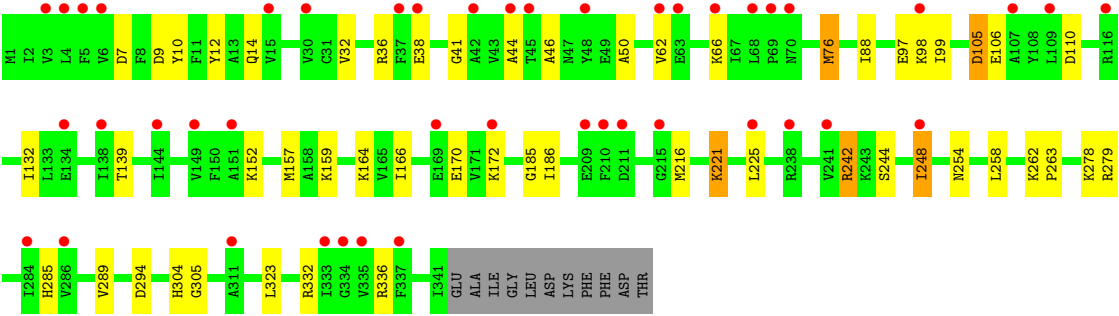 M1 I2 V3 L4 F5 V6 D7 F8 D9 Y10 F11 Y12 A13 Q14 V15 V30 C31 V32 R36 F37 E38 G41 A42 V43 A44 T45 A46 N47 Y48 E49 A50 V62 E63 K66 I67 L68 P69 N70 M76 I88 E97 K98 I99 D105 E106 A107 Y108 L109 D110 R116
I132 L133 E134 I138 T139 I144 V149 F150 A151 K152 M157 A158 K159 K164 V165 I166 E169 E170 V171 K172 G185 I186 E209 F210 D211 G215 M216 K221 L225 R238 V241 R242 K243 S244 I248 N254 L258 K262 P263 K278 R279
I284 H285 V286 V289 D294 H304 G305 A311 L323 R332 I333 G334 V335 R336 F337 I341 GLU ALA ILE GLY LEU ASP LYS PHE PHE ASP THR